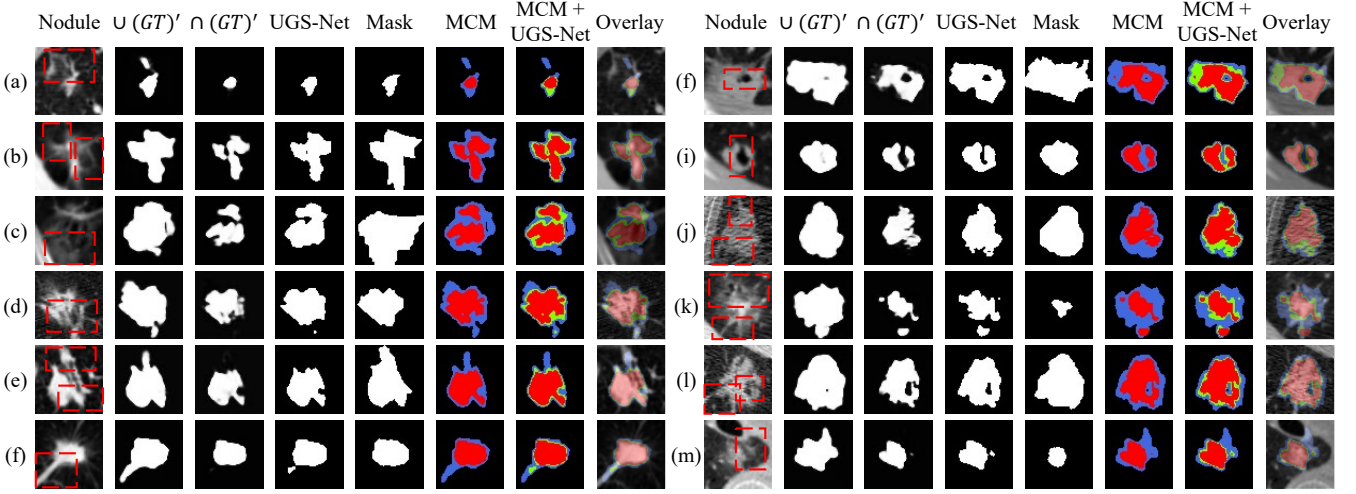 Nodule ∪ (GT)′ ∩ (GT)′ UGS-Net Mask MCM MCM + UGS-Net Overlay
Nodule ∪ (GT)′ ∩ (GT)′ UGS-Net Mask MCM MCM + UGS-Net Overlay
(a)
(b)
(c)
(d)
(e)
(f)
(f)
(i)
(j)
(k)
(l)
(m)